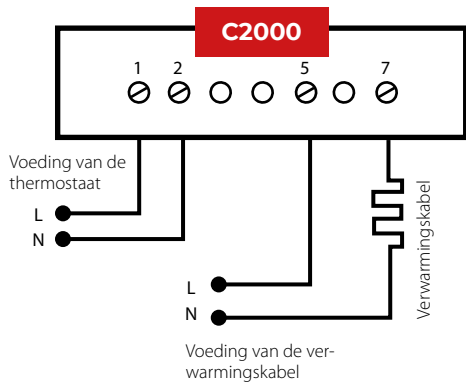 C2000
1 2 5 7
Voeding van de
thermostaat
L
N
Verwarmingskabel
L
N
Voeding van de ver-
warmingskabel